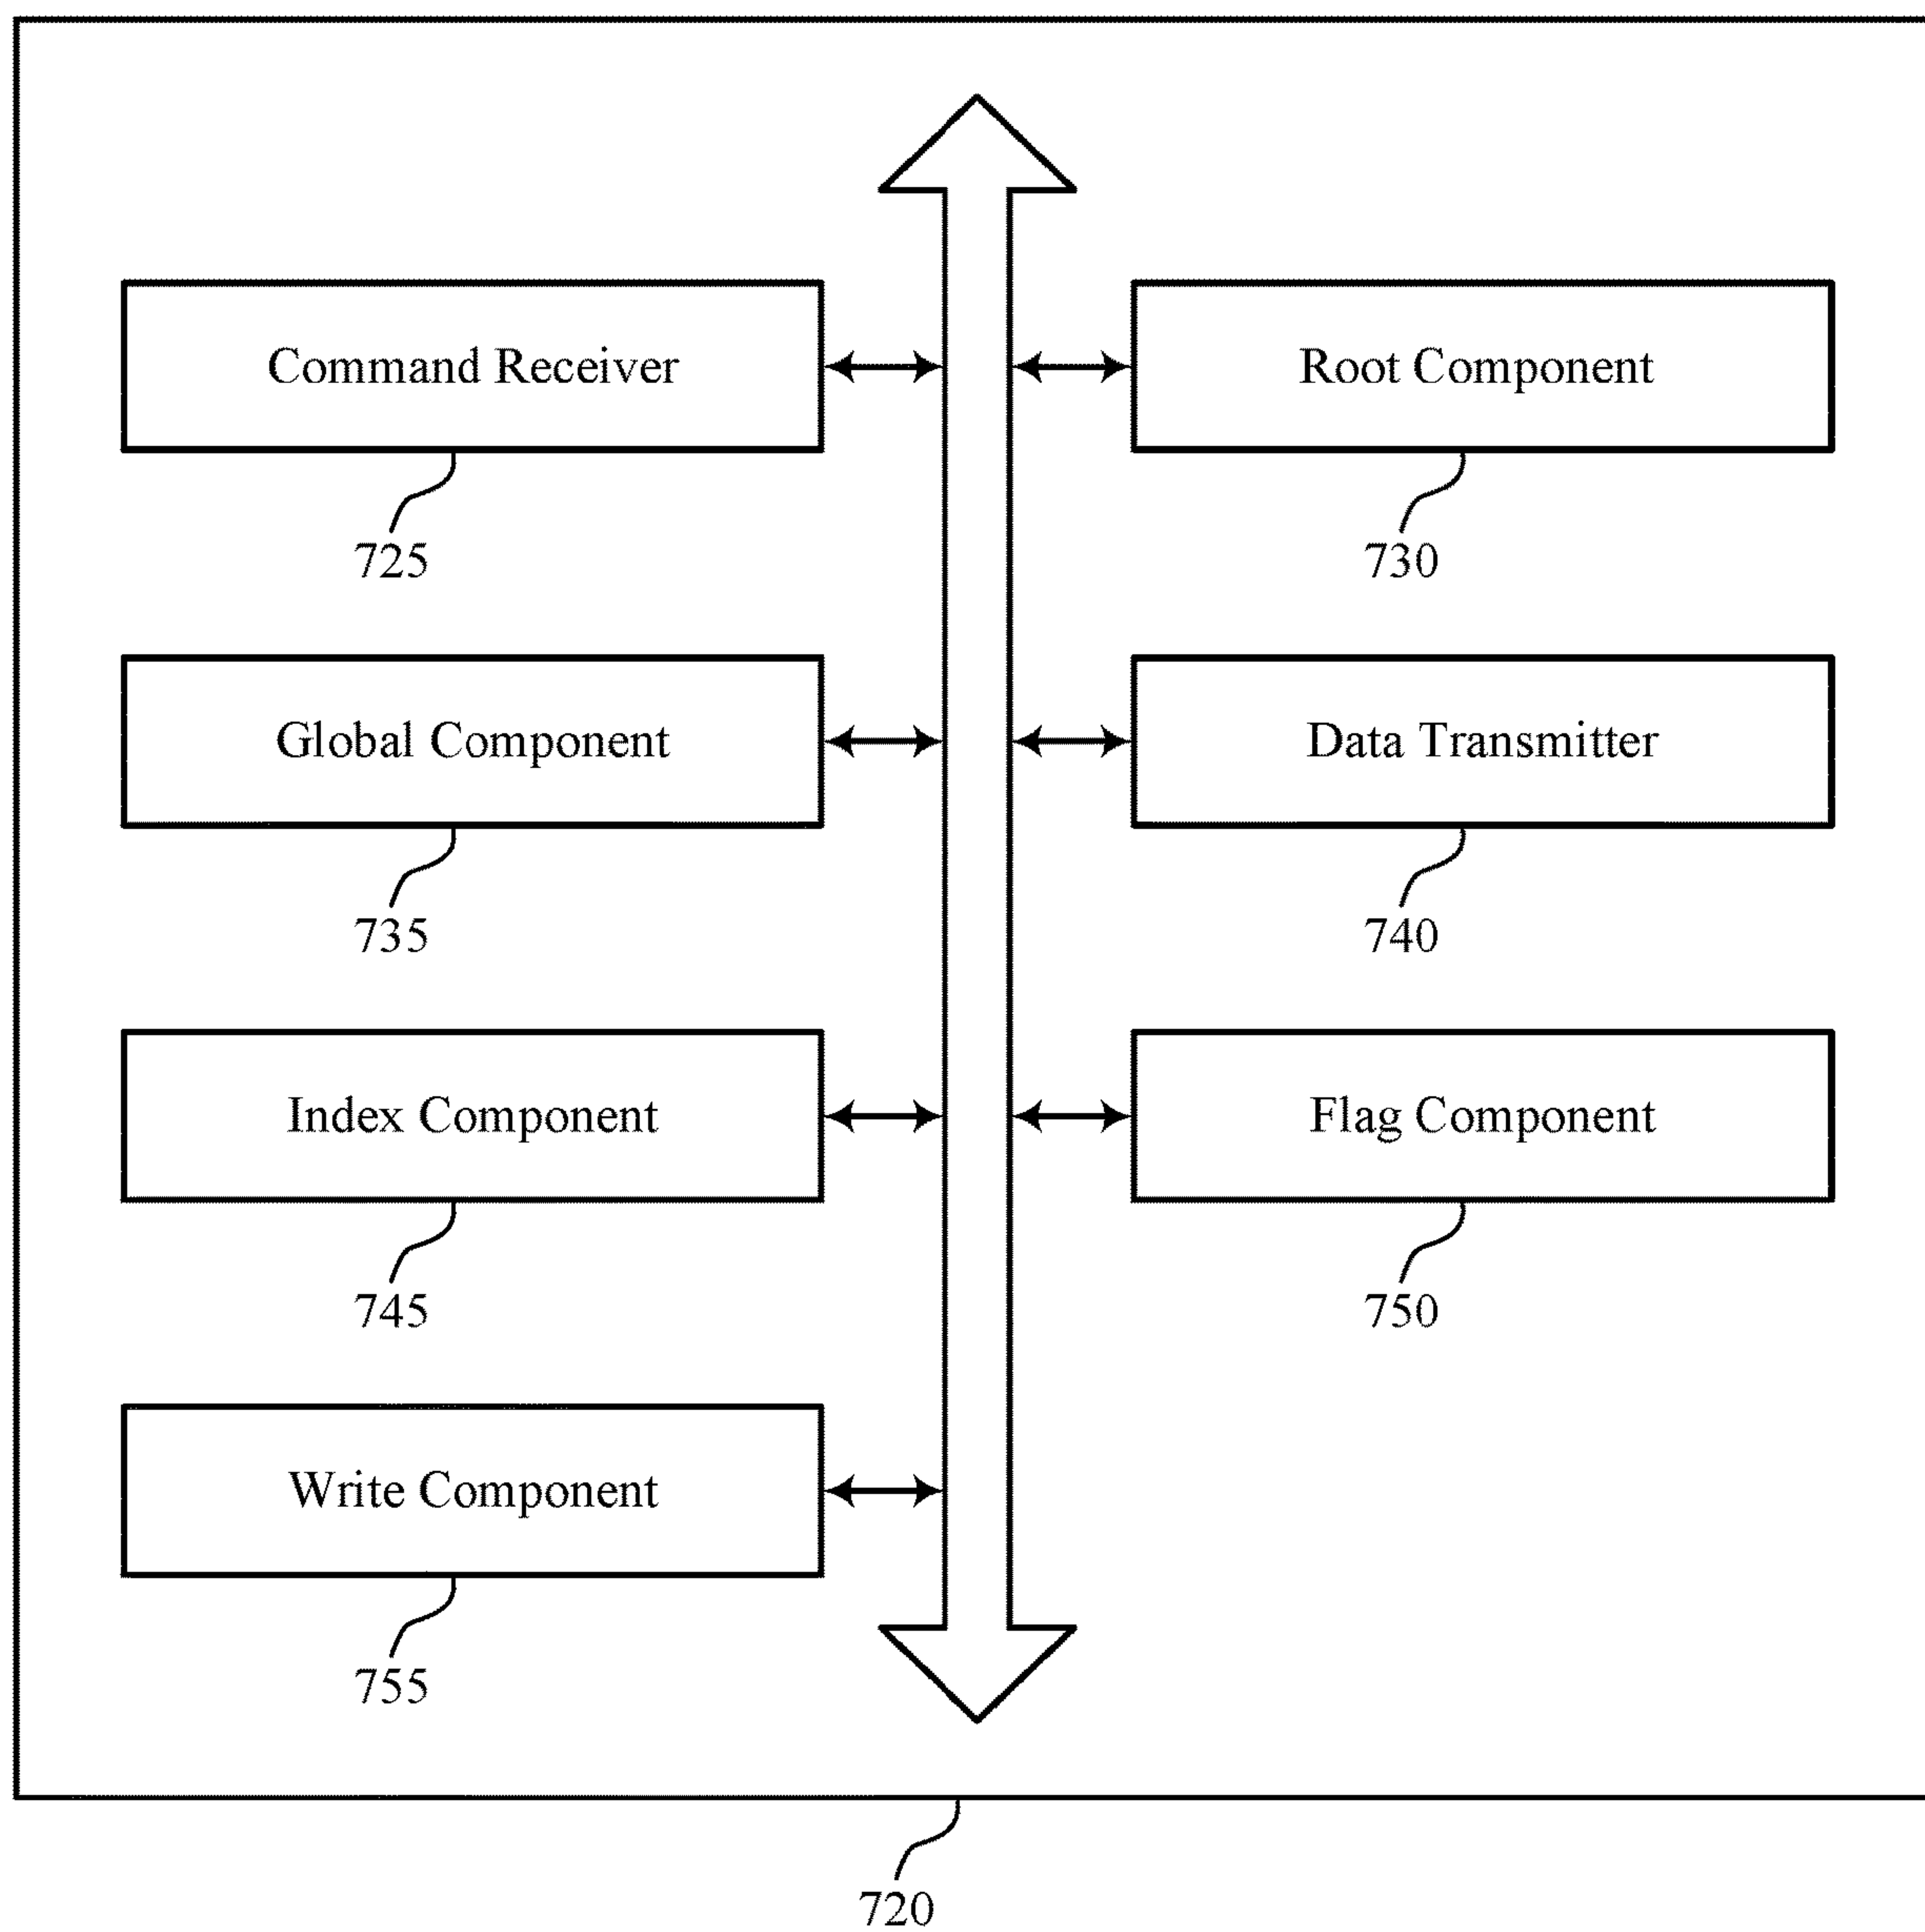 Command Receiver
Root Component
725
730
Global Component
Data Transmitter
735
740
Index Component
Flag Component
745
750
Write Component
755
720